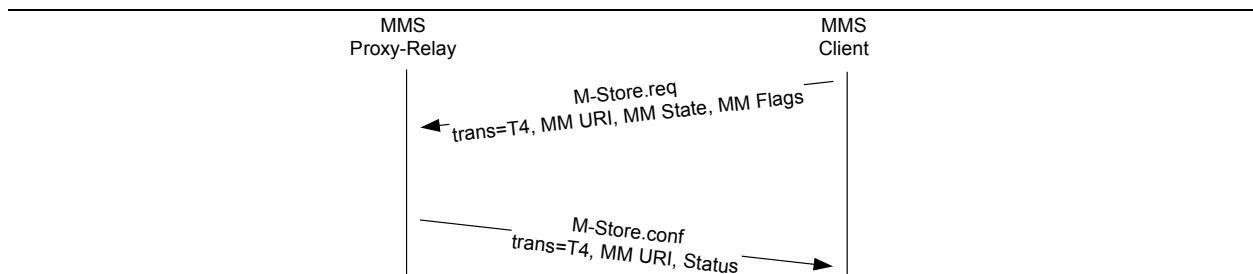 MMS
Proxy-Relay
MMS
Client
M-Store.req
trans=T4, MM URI, MM State, MM Flags
M-Store.conf
trans=T4, MM URI, Status